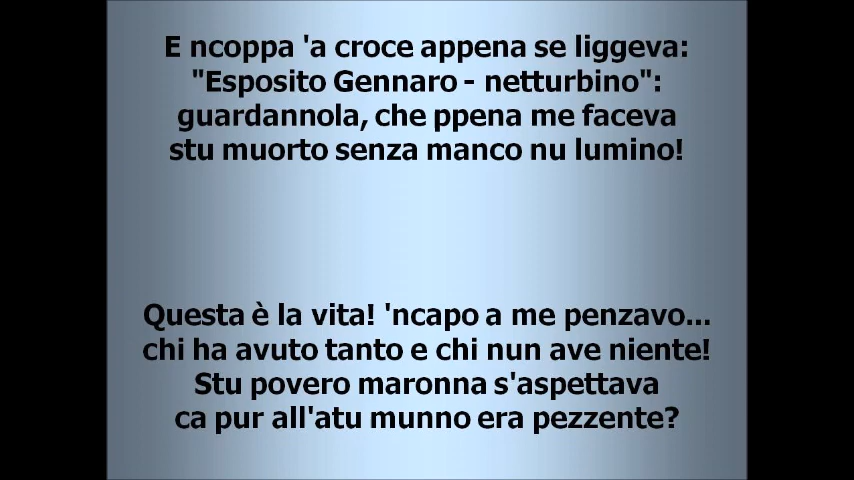 E ncoppa 'a croce appena se liggeva:
"Esposito Gennaro - netturbino":
guardannola, che ppena me faceva
stu muorto senza manco nu lumino!
Questa è la vita! 'ncapo a me penzavo...
chi ha avuto tanto e chi nun ave niente!
Stu povero maronna s'aspettava
ca pur all'atu munno era pezzente?